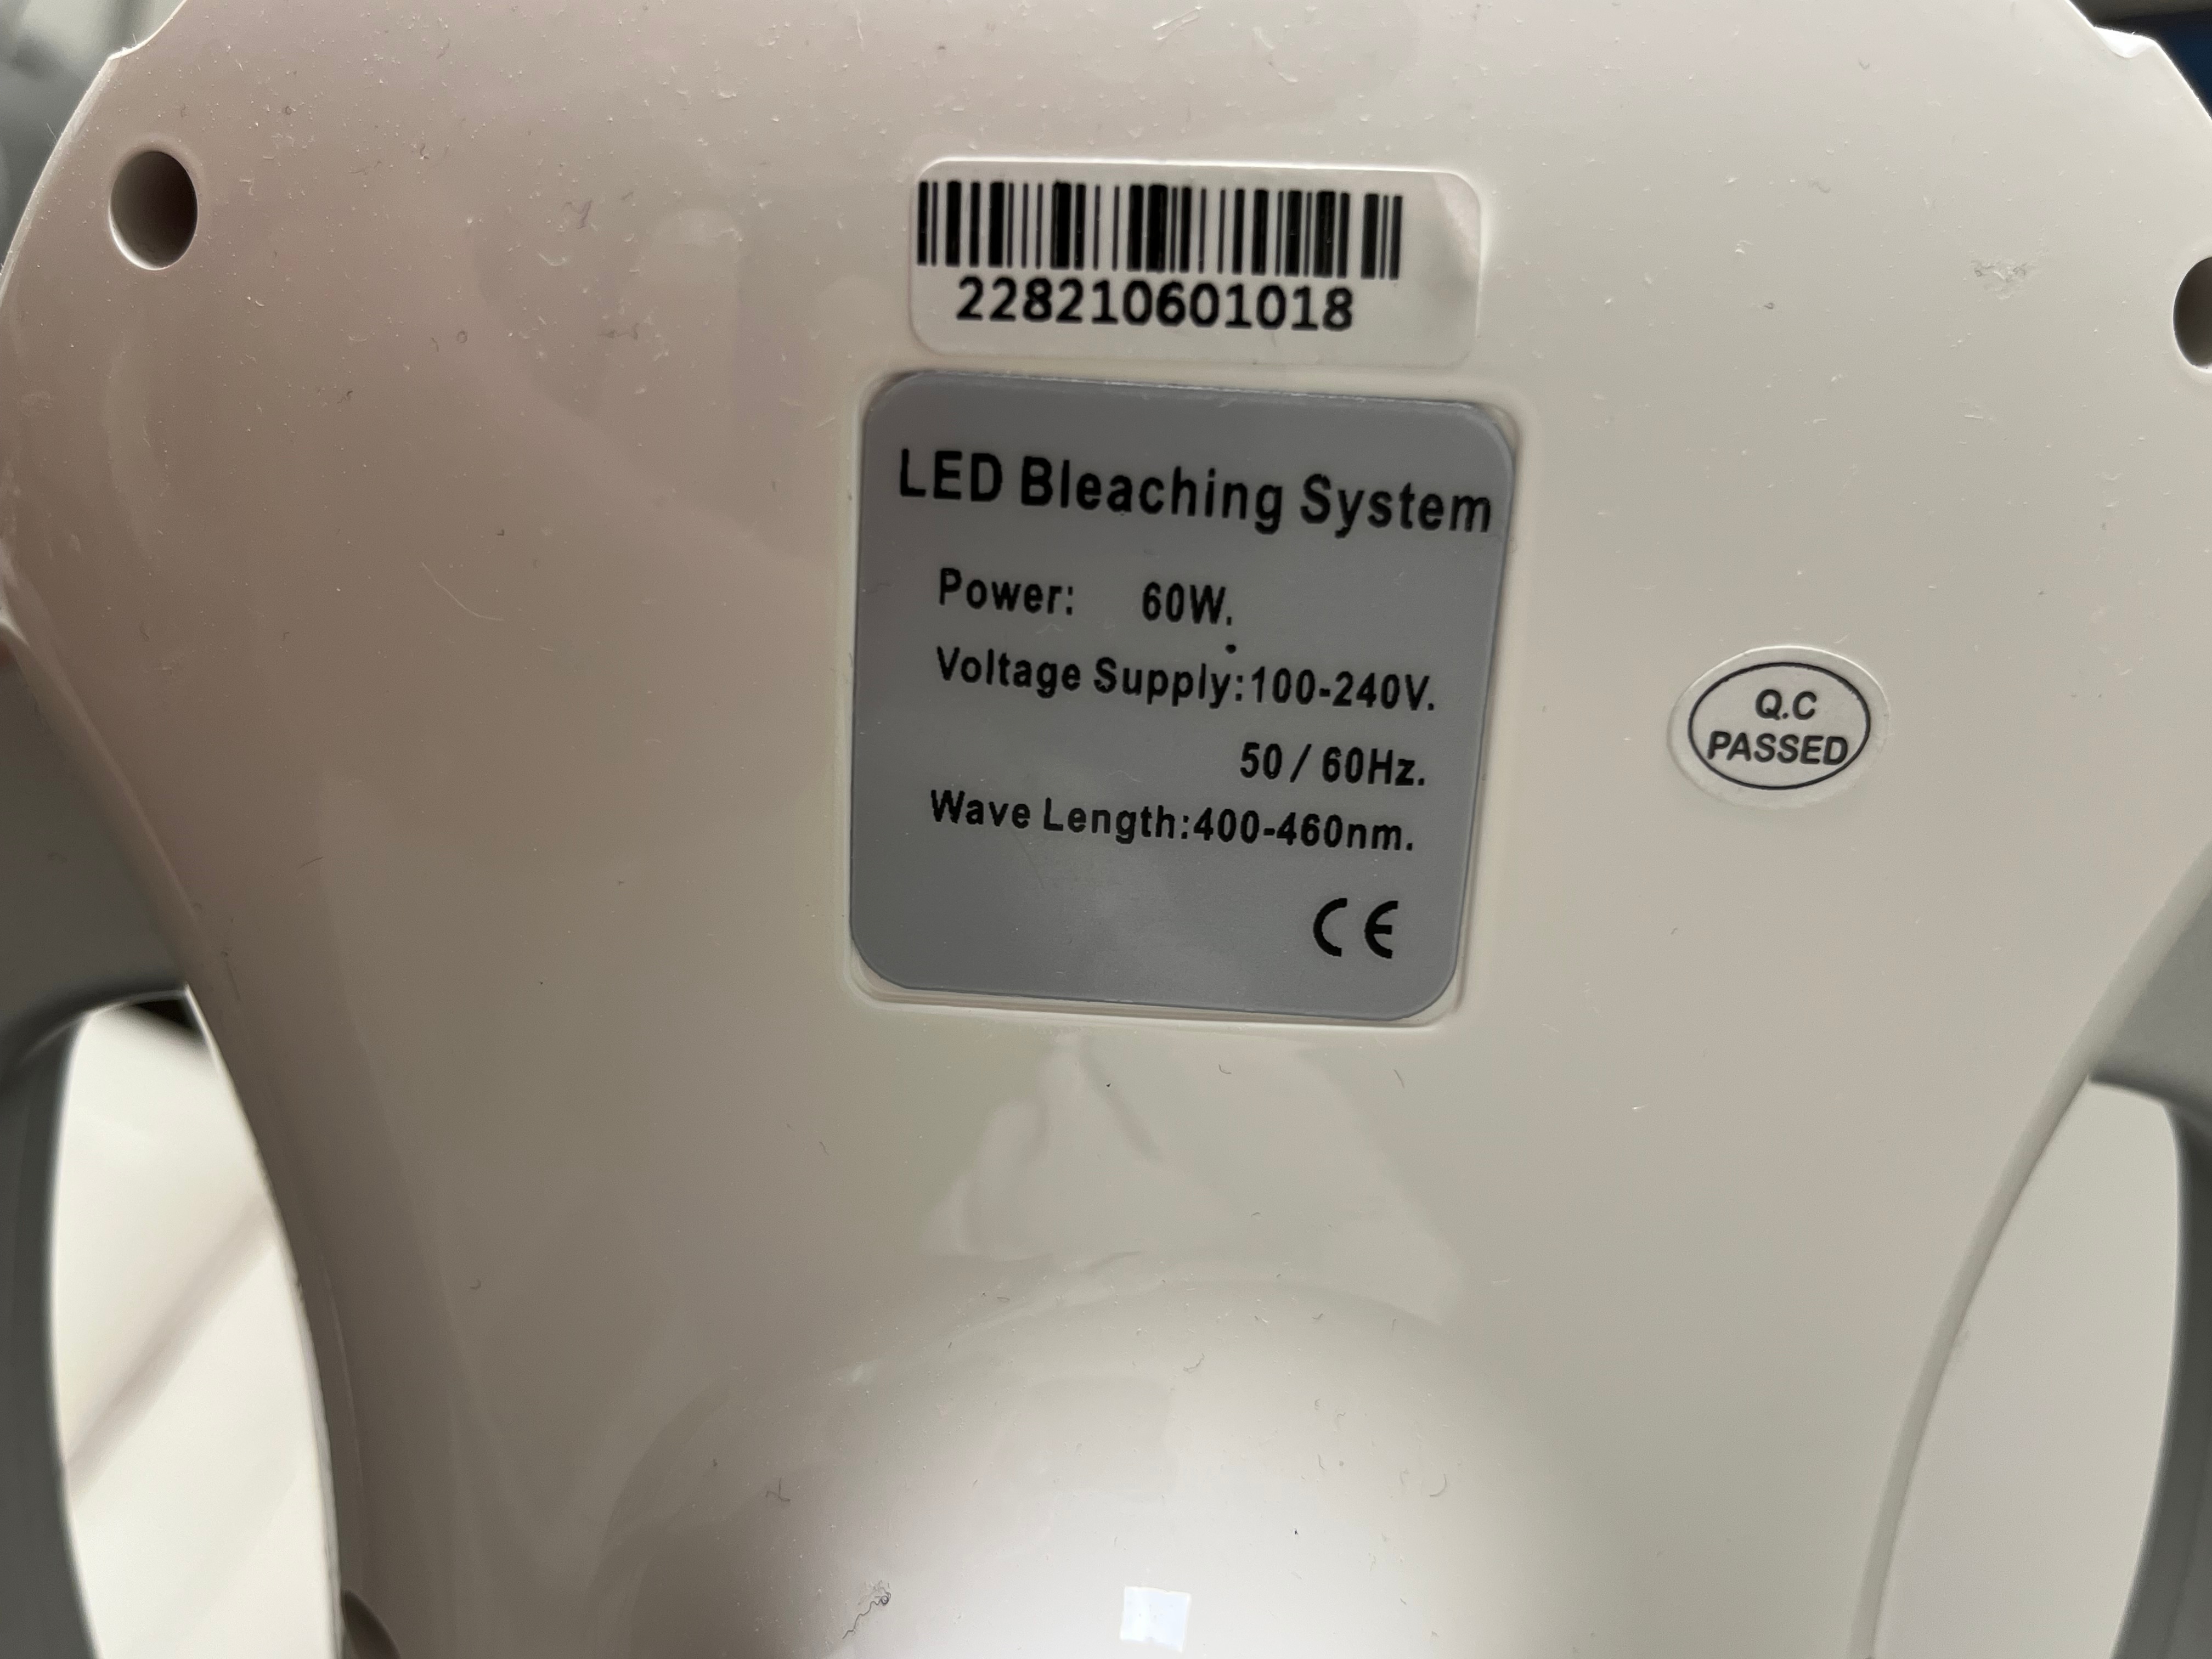 228210601018
LED Bleaching System
Power: 60W.
Voltage Supply:100-240V.
50 / 60Hz.
Wave Length:400-460nm.
CE
Q.C
PASSED